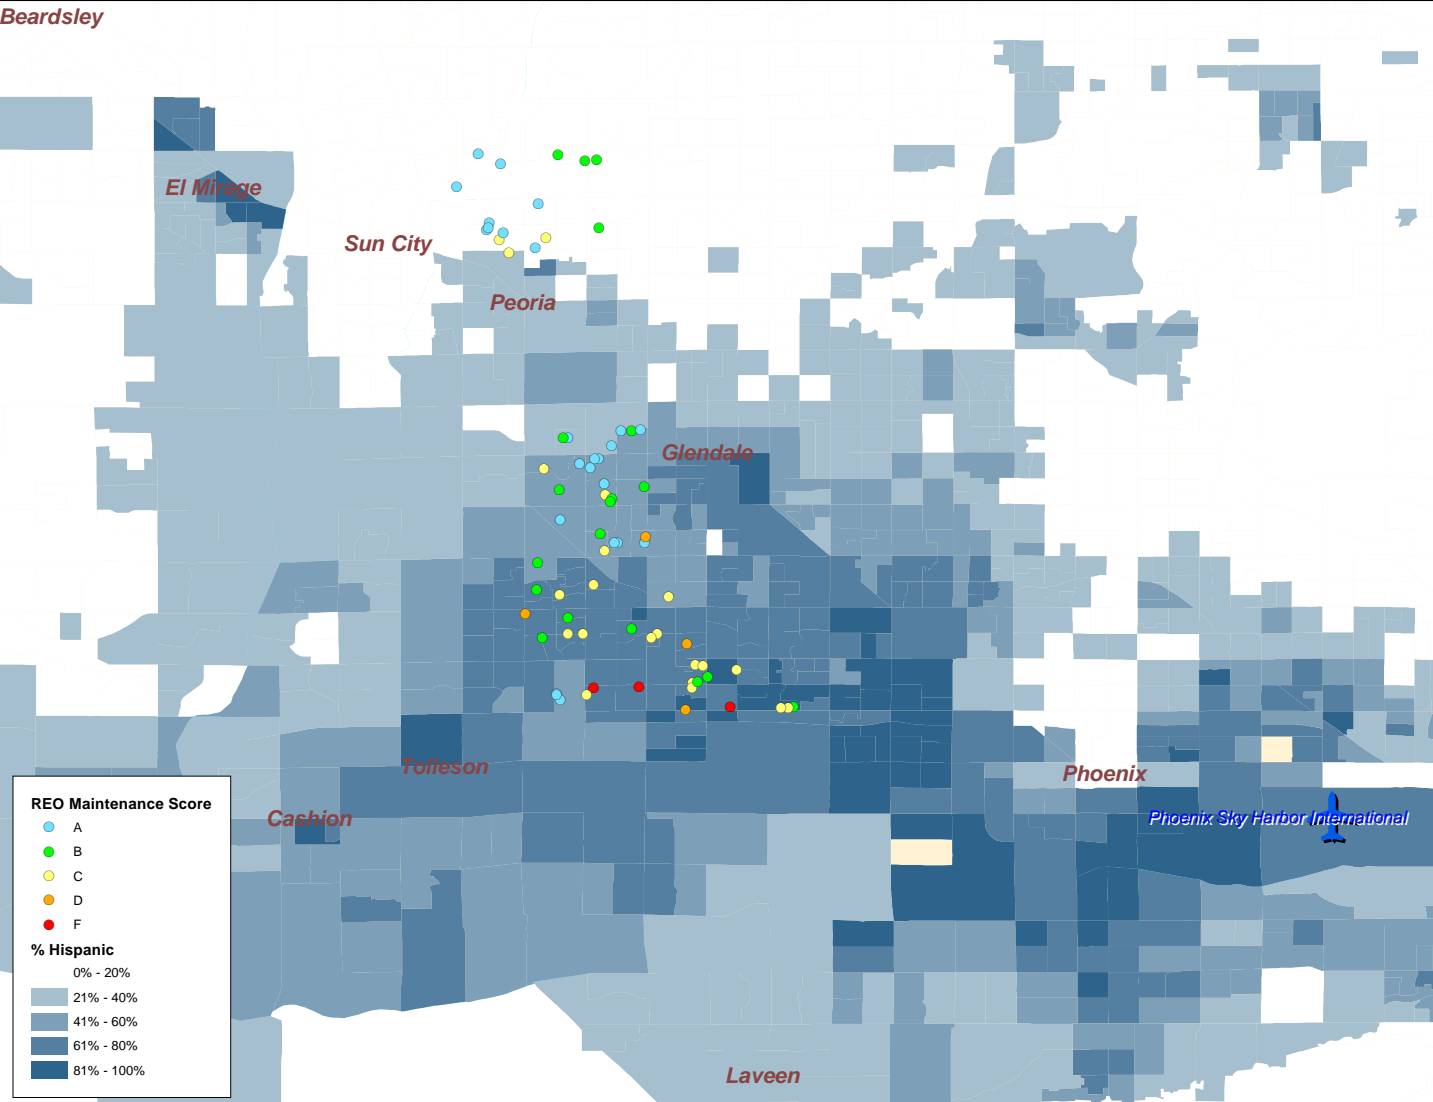 Beardsley
El Mirage
Sun City
Peoria
Glendale
Tolleson
Phoenix
Cashion
Phoenix Sky Harbor International
Laveen
REO Maintenance Score
A
B
C
D
F
% Hispanic
0% - 20%
21% - 40%
41% - 60%
61% - 80%
81% - 100%